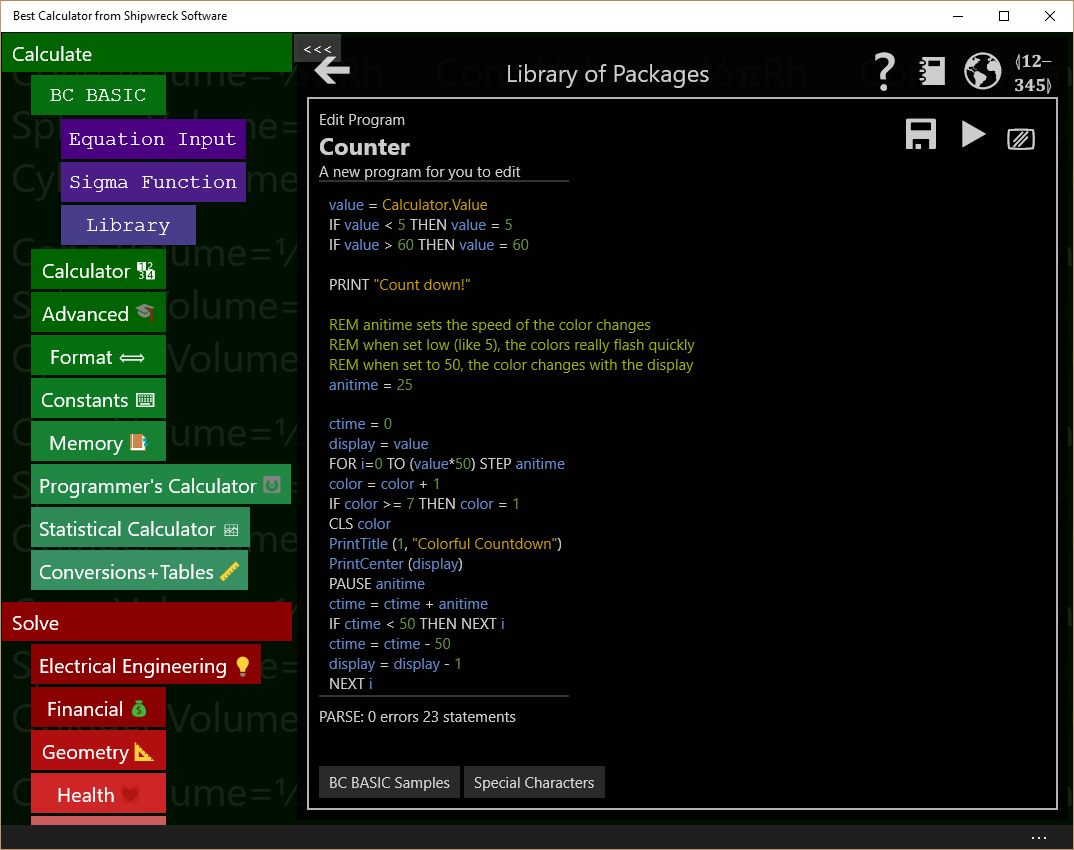 Best Calculator from Shipwreck Software
Calculate
BC BASIC
Equation Input
Sigma Function
Library
Calculator
Advanced
Format
Constants
Memory
Programmer's Calculator
Statistical Calculator
Conversions+Tables
Solve
Electrical Engineering
Financial
Geometry
Health
<<<
Library of Packages
?
⟬12–
345⟭
Edit Program
Counter
A new program for you to edit
value = Calculator.Value
IF value < 5 THEN value = 5
IF value > 60 THEN value = 60
PRINT "Count down!"
REM anitime sets the speed of the color changes
REM when set low (like 5), the colors really flash quickly
REM when set to 50, the color changes with the display
anitime = 25
ctime = 0
display = value
FOR i=0 TO (value*50) STEP anitime
color = color + 1
IF color >= 7 THEN color = 1
CLS color
PrintTitle (1, "Colorful Countdown")
PrintCenter (display)
PAUSE anitime
ctime = ctime + anitime
IF ctime < 50 THEN NEXT i
ctime = ctime - 50
display = display - 1
NEXT i
PARSE: 0 errors 23 statements
BC BASIC Samples
Special Characters
...